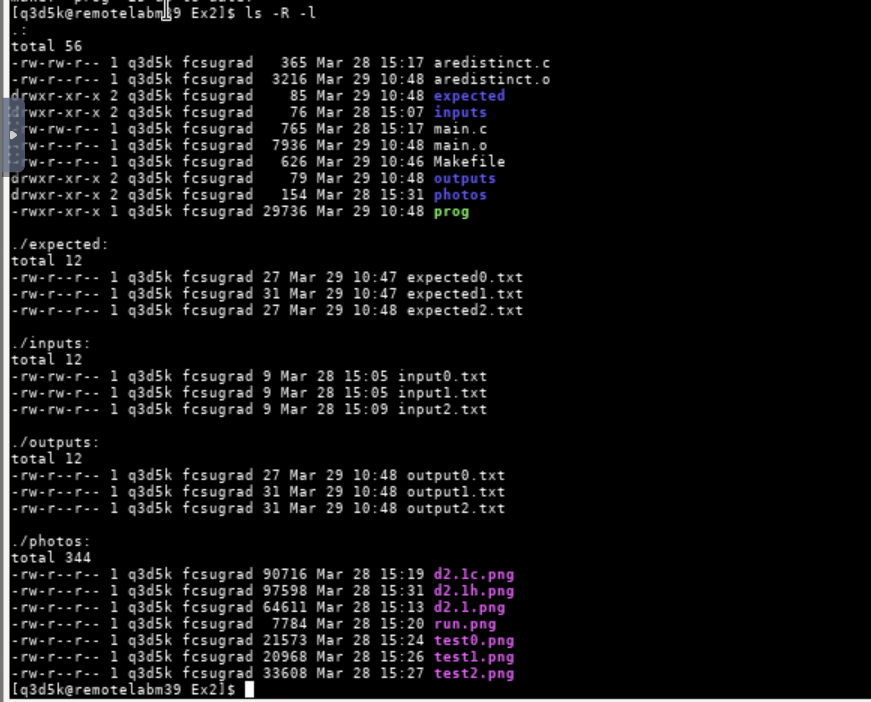 [q3d5k@remotelabm39 Ex2]$ ls -R -l
.:
total 56
-rw-rw-r-- 1 q3d5k fcsugrad   365 Mar 28 15:17 aredistinct.c
-rw-rw-r-- 1 q3d5k fcsugrad  3216 Mar 29 10:48 aredistinct.o
drwxr-xr-x 2 q3d5k fcsugrad    85 Mar 29 10:48 expected
drwxr-xr-x 2 q3d5k fcsugrad    76 Mar 28 15:07 inputs
rw-rw-r-- 1 q3d5k fcsugrad   765 Mar 28 15:17 main.c
rw-rw-r-- 1 q3d5k fcsugrad  7936 Mar 29 10:48 main.o
-rw-rw-r-- 1 q3d5k fcsugrad   626 Mar 29 10:46 Makefile
drwxr-xr-x 2 q3d5k fcsugrad    79 Mar 29 10:48 outputs
drwxr-xr-x 2 q3d5k fcsugrad   154 Mar 28 15:31 photos
-rwxr-xr-x 1 q3d5k fcsugrad 29736 Mar 29 10:48 prog

./expected:
total 12
-rw-r--r-- 1 q3d5k fcsugrad 27 Mar 29 10:47 expected0.txt
-rw-r--r-- 1 q3d5k fcsugrad 31 Mar 29 10:47 expected1.txt
-rw-r--r-- 1 q3d5k fcsugrad 27 Mar 29 10:48 expected2.txt

./inputs:
total 12
-rw-rw-r-- 1 q3d5k fcsugrad 9 Mar 28 15:05 input0.txt
-rw-rw-r-- 1 q3d5k fcsugrad 9 Mar 28 15:05 input1.txt
-rw-rw-r-- 1 q3d5k fcsugrad 9 Mar 28 15:09 input2.txt

./outputs:
total 12
-rw-r--r-- 1 q3d5k fcsugrad 27 Mar 29 10:48 output0.txt
-rw-r--r-- 1 q3d5k fcsugrad 31 Mar 29 10:48 output1.txt
-rw-r--r-- 1 q3d5k fcsugrad 31 Mar 29 10:48 output2.txt

./photos:
total 344
-rw-r--r-- 1 q3d5k fcsugrad 90716 Mar 28 15:19 d2.1c.png
-rw-r--r-- 1 q3d5k fcsugrad 97598 Mar 28 15:31 d2.1h.png
-rw-r--r-- 1 q3d5k fcsugrad 64611 Mar 28 15:13 d2.1.png
-rw-r--r-- 1 q3d5k fcsugrad  7784 Mar 28 15:20 run.png
-rw-r--r-- 1 q3d5k fcsugrad 21573 Mar 28 15:24 test0.png
-rw-r--r-- 1 q3d5k fcsugrad 20968 Mar 28 15:26 test1.png
-rw-r--r-- 1 q3d5k fcsugrad 33608 Mar 28 15:27 test2.png
[q3d5k@remotelabm39 Ex2]$